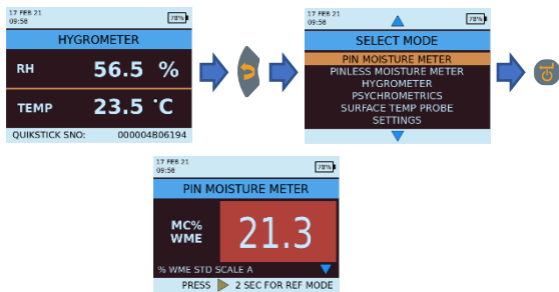 17 FEB 21
09:58
78%
HYGROMETER
RH 56.5 %
TEMP 23.5 °C
QUIKSTICK SNO: 000004806194
17 FEB 21
09:58
78%
SELECT MODE
PIN MOISTURE METER
PINLESS MOISTURE METER
HYGROMETER
PSYCHROMETRICS
SURFACE TEMP PROBE
SETTINGS
17 FEB 21
09:58
78%
PIN MOISTURE METER
MC%
WME
21.3
% WME STD SCALE A
PRESS 2 SEC FOR REF MODE